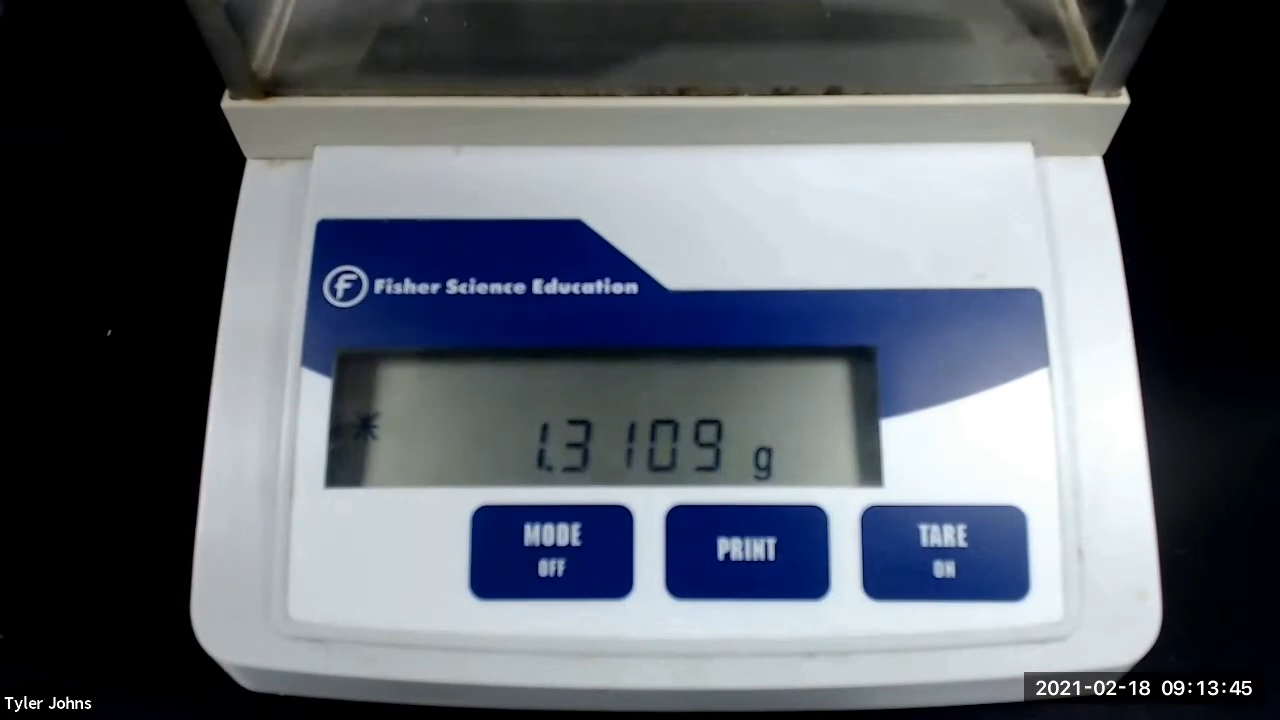 F Fisher Science Education
* 1.3109 g
MODE
OFF
PRINT
TARE
ON
2021-02-18 09:13:45
Tyler Johns